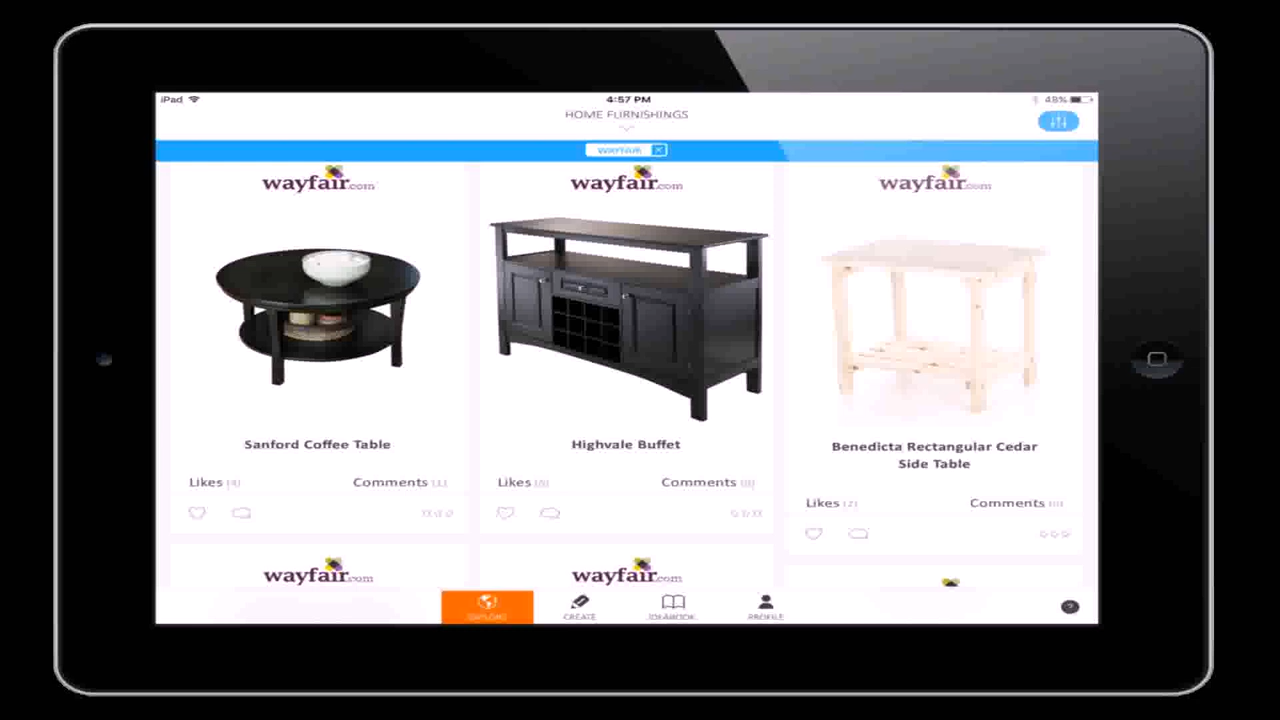 iPad
4:57 PM
48%
HOME FURNISHINGS
wayfair.com
wayfair.com
wayfair.com
Sanford Coffee Table
Highvale Buffet
Benedicta Rectangular Cedar
Side Table
Likes
Comments
Likes
Comments
Likes (2)
Comments
wayfair.com
wayfair.com
EXPLORE
CREATE
IDEABOOK
PROFILE
?